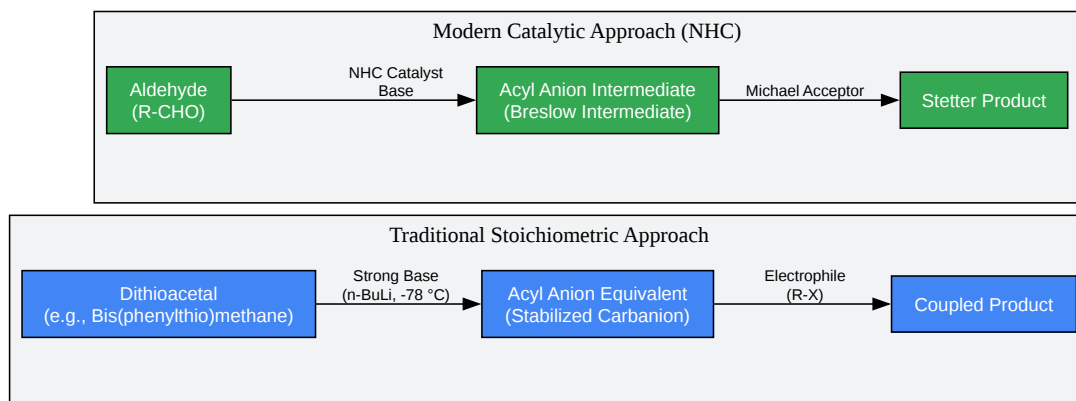 Modern Catalytic Approach (NHC)
Aldehyde
(R-CHO)
NHC Catalyst
Base
Acyl Anion Intermediate
(Breslow Intermediate)
Michael Acceptor
Stetter Product
Traditional Stoichiometric Approach
Dithioacetal
(e.g., Bis(phenylthio)methane)
Strong Base
(n-BuLi, -78 °C)
Acyl Anion Equivalent
(Stabilized Carbanion)
Electrophile
(R-X)
Coupled Product